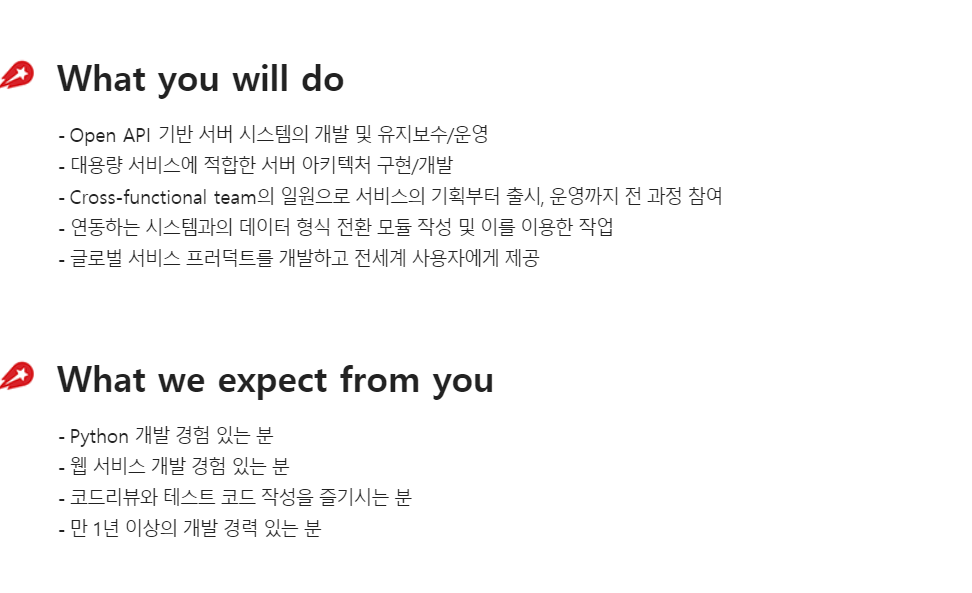 What you will do
- Open API 기반 서버 시스템의 개발 및 유지보수/운영
- 대용량 서비스에 적합한 서버 아키텍처 구현/개발
- Cross-functional team의 일원으로 서비스의 기획부터 출시, 운영까지 전 과정 참여
- 연동하는 시스템과의 데이터 형식 전환 모듈 작성 및 이를 이용한 작업
- 글로벌 서비스 프러덕트를 개발하고 전세계 사용자에게 제공
What we expect from you
- Python 개발 경험 있는 분
- 웹 서비스 개발 경험 있는 분
- 코드리뷰와 테스트 코드 작성을 즐기시는 분
- 만 1년 이상의 개발 경력 있는 분